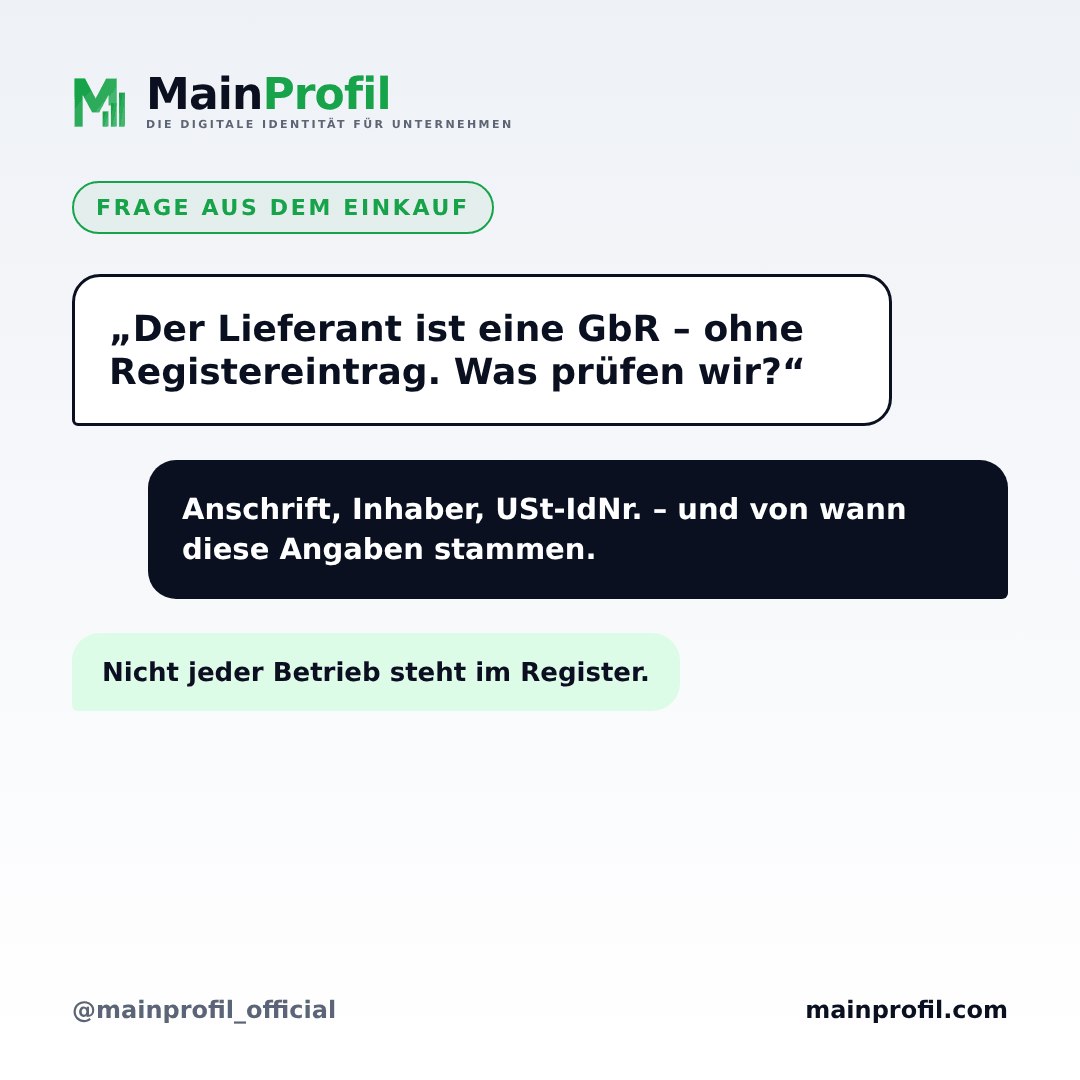 MainProfil
DIE DIGITALE IDENTITÄT FÜR UNTERNEHMEN
FRAGE AUS DEM EINKAUF
„Der Lieferant ist eine GbR – ohne
Registereintrag. Was prüfen wir?“
Anschrift, Inhaber, USt-IdNr. – und von wann
diese Angaben stammen.
Nicht jeder Betrieb steht im Register.
@mainprofil_official
mainprofil.com